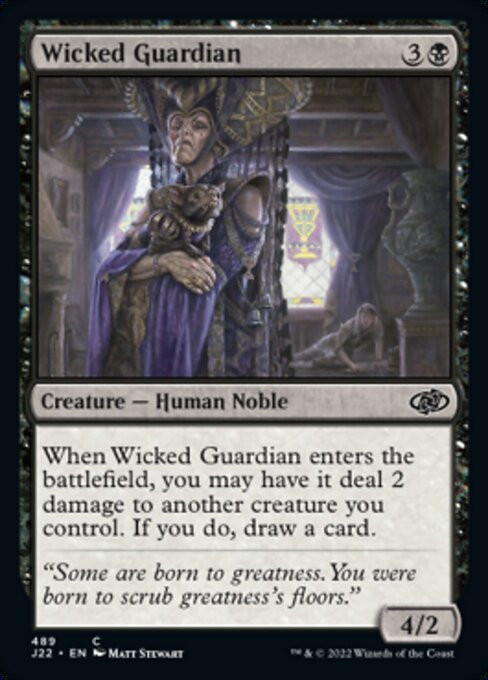 Wicked Guardian 3
Creature — Human Noble
When Wicked Guardian enters the
battlefield, you may have it deal 2
damage to another creature you
control. If you do, draw a card.
“Some are born to greatness. You were
born to scrub greatness's floors.”
4/2
489 C
J22 • EN Matt Stewart
™ & © 2022 Wizards of the Coast